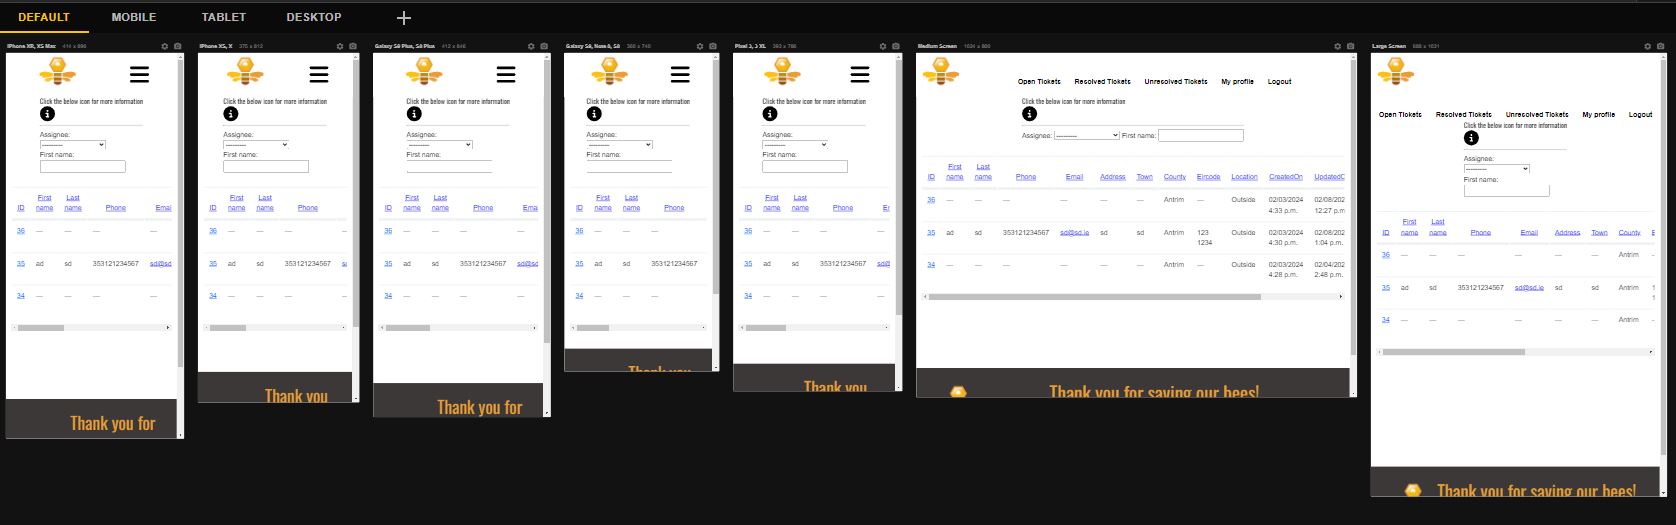 DEFAULT MOBILE TABLET DESKTOP +
iPhone XR, XS Max 414 x 896
Click the below icon for more information
Assignee:
---------
First name:
ID First name Last name Phone Emai
36 — — — —
35 ad sd 353121234567 sd@sd
34 — — — —
Thank you for
iPhone XS, X 375 x 812
Click the below icon for more information
Assignee:
---------
First name:
ID First name Last name Phone
36 — — —
35 ad sd 353121234567 s
34 — — —
Thank you
Galaxy S9 Plus, S8 Plus 412 x 846
Click the below icon for more information
Assignee:
---------
First name:
ID First name Last name Phone Emai
36 — — — —
35 ad sd 353121234567 sd@sd
34 — — — —
Thank you for
Galaxy S9, Note 8, S8 360 x 740
Click the below icon for more information
Assignee:
---------
First name:
ID First name Last name Phone
36 — — —
35 ad sd 353121234567
34 — — —
Thank you
Pixel 3, 3 XL 393 x 786
Click the below icon for more information
Assignee:
---------
First name:
ID First name Last name Phone Er
36 — — — —
35 ad sd 353121234567 sd@
34 — — — —
Thank you
Medium Screen 1024 x 800
Open Tickets Resolved Tickets Unresolved Tickets My profile Logout
Click the below icon for more information
Assignee: --------- First name:
ID First name Last name Phone Email Address Town County Eircode Location CreatedOn UpdatedO
36 — — — — — — Antrim — Outside 02/03/2024 4:33 p.m. 02/08/202 12:27 p.m
35 ad sd 353121234567 sd@sd.ie sd sd Antrim 123 1234 Outside 02/03/2024 4:30 p.m. 02/08/202 1:04 p.m.
34 — — — — — — Antrim — Outside 02/03/2024 4:28 p.m. 02/04/202 2:48 p.m.
Thank you for saving our bees!
Large Screen
Open Tickets Resolved Tickets Unresolved Tickets My profile Logout
Click the below icon for more information
Assignee:
---------
First name:
ID First name Last name Phone Email Address Town County E
36 — — — — — — Antrim
35 ad sd 353121234567 sd@sd.ie sd sd Antrim 1 1
34 — — — — — — Antrim
Thank you for saving our bees!